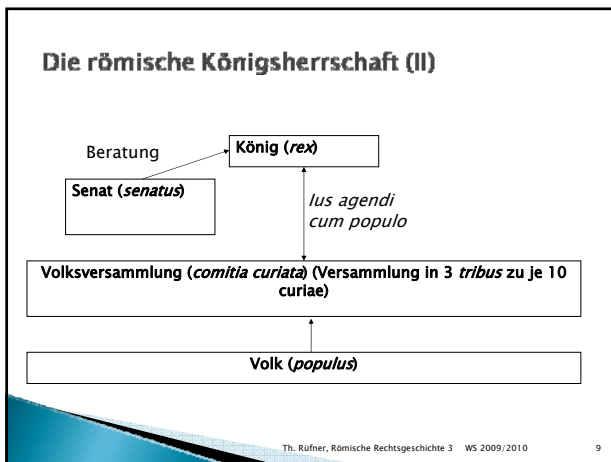 Die römische Königsherrschaft (II)
Beratung
König (rex)
Senat (senatus)
Ius agendi
cum populo
Volksversammlung (comitia curiata) (Versammlung in 3 tribus zu je 10
curiae)
Volk (populus)
Th. Rüfner, Römische Rechtsgeschichte 3 WS 2009/2010 9